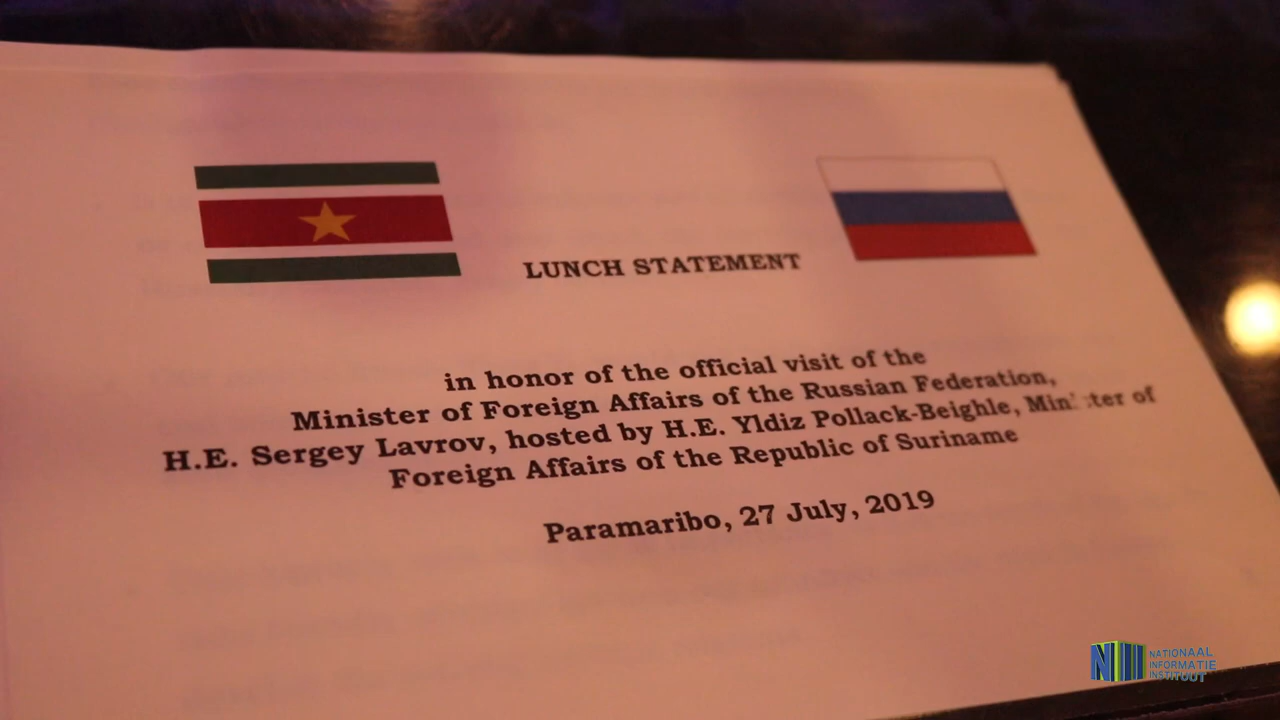 LUNCH STATEMENT
in honor of the official visit of the
Minister of Foreign Affairs of the Russian Federation,
H.E. Sergey Lavrov, hosted by H.E. Yldiz Pollack-Beighle, Minister of
Foreign Affairs of the Republic of Suriname
Paramaribo, 27 July, 2019
NII
NATIONAAL
INFORMATIE
INSTITUUT